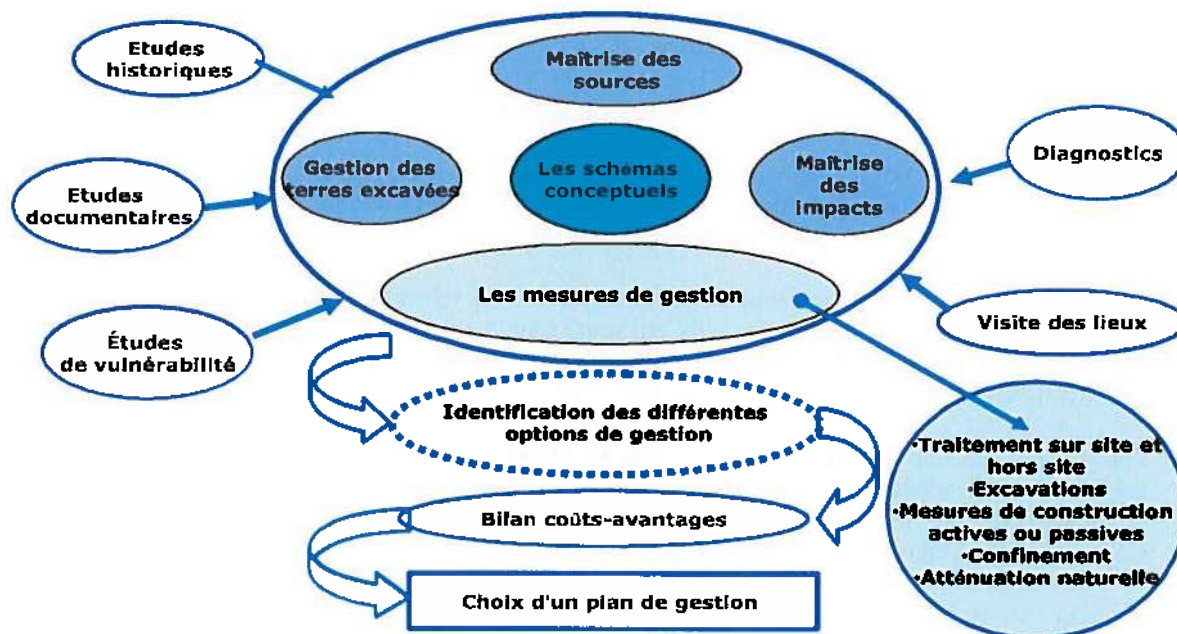 Etudes
historiques
Maîtrise des
sources
Gestion des
terres excavées
Les schémas
conceptuels
Maîtrise
des
impacts
Diagnostics
Etudes
documentaires
Les mesures de gestion
Études
de vulnérabilité
Visite des lieux
Identification des différentes
options de gestion
·Traitement sur site et
hors site
·Excavations
·Mesures de construction
actives ou passives
·Confinement
·Atténuation naturelle
Bilan coûts-avantages
Choix d'un plan de gestion